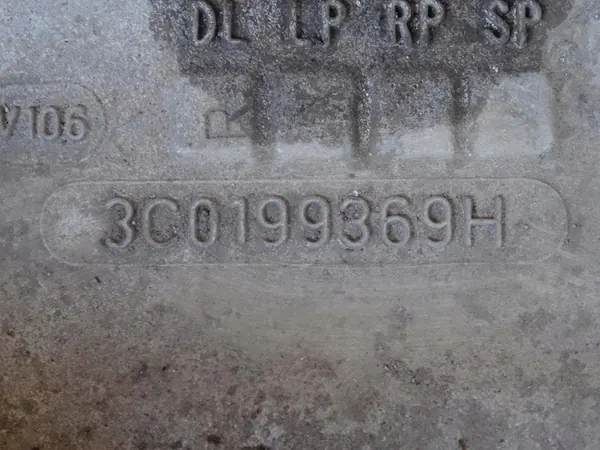 DL LP RP SP
R
V106
3C0199369H